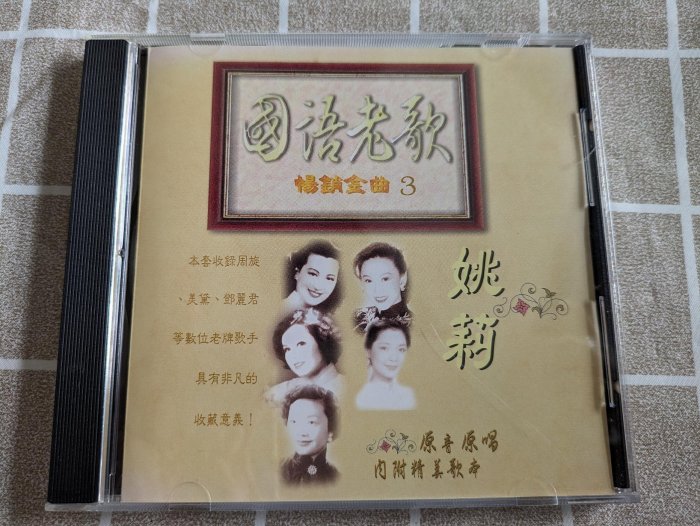 國語老歌
暢銷金曲 3
姚莉
本套收錄周旋
、美黛、鄧麗君
等數位老牌歌手
具有非凡的
收藏意義！
原音原唱
內附精美歌本